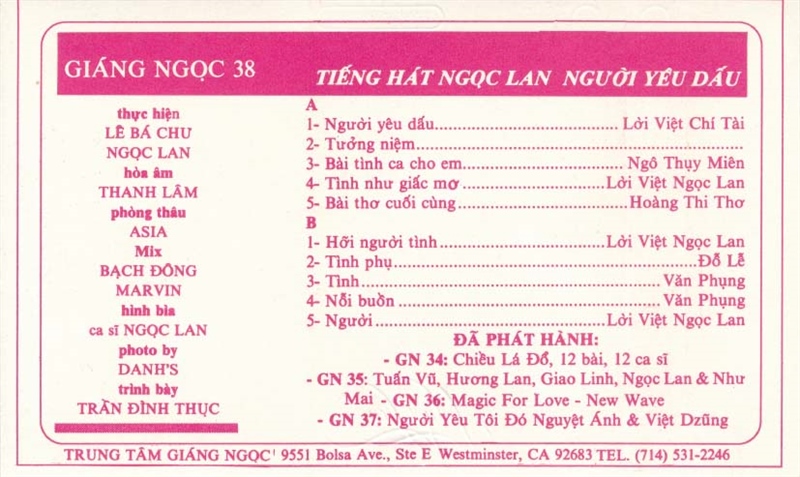 GIÁNG NGỌC 38
TIẾNG HÁT NGỌC LAN NGƯỜI YÊU DẤU
thực hiện
LÊ BÁ CHƯ
NGỌC LAN
hòa âm
THANH LÂM
phòng thâu
ASIA
Mix
BẠCH ĐÔNG
MARVIN
hình bìa
ca sĩ NGỌC LAN
photo by
DANH'S
trình bày
TRẦN ĐÌNH THỤC
A
1- Người yêu dấu........................................ Lời Việt Chí Tài
2- Tưởng niệm................................................................
3- Bài tình ca cho em.................................Ngô Thụy Miên
4- Tình như giấc mơ ..............................Lời Việt Ngọc Lan
5- Bài thơ cuối cùng...............................Hoàng Thi Thơ
B
1- Hỡi người tình.................................Lời Việt Ngọc Lan
2- Tình phụ.........................................................Đỗ Lễ
3- Tình..................................................... Văn Phụng
4- Nỗi buồn............................................... Văn Phụng
5- Người.........................................Lời Việt Ngọc Lan
ĐÃ PHÁT HÀNH:
- GN 34: Chiều Lá Đổ, 12 bài, 12 ca sĩ
- GN 35: Tuấn Vũ, Hương Lan, Giao Linh, Ngọc Lan & Như
Mai - GN 36: Magic For Love - New Wave
- GN 37: Người Yêu Tôi Đó Nguyệt Ánh & Việt Dzũng
TRUNG TÂM GIÁNG NGỌC' 9551 Bolsa Ave., Ste E Westminster, CA 92683 TEL. (714) 531-2246